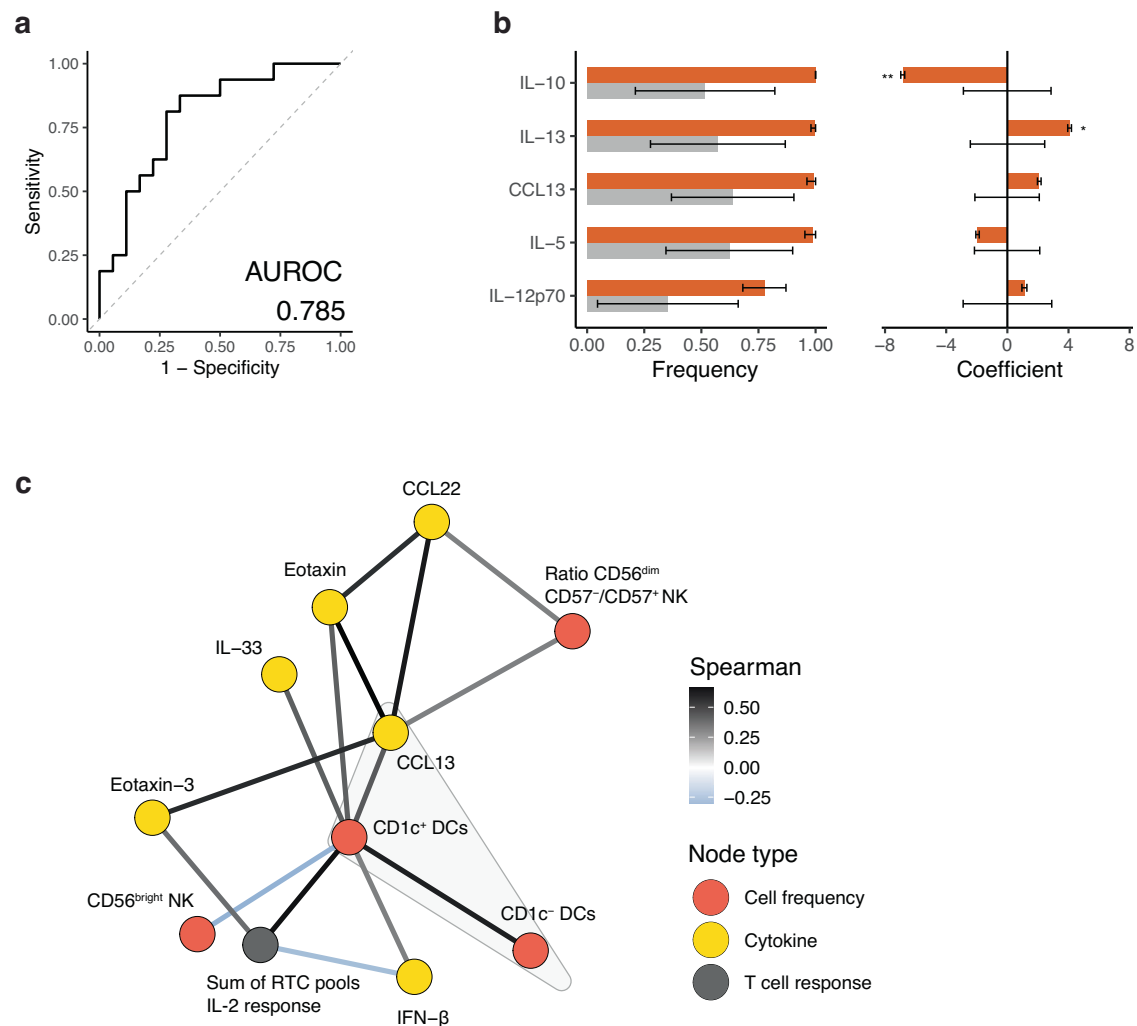 a
1.00
0.75
0.50
0.25
0.00
Sensitivity
AUROC
0.785
0.00 0.25 0.50 0.75 1.00
1 − Specificity
b
IL−10
IL−13
CCL13
IL−5
IL−12p70
0.00 0.25 0.50 0.75 1.00
Frequency
**
*
−8 −4 0 4 8
Coefficient
c
CCL22
Eotaxin
Ratio CD56dim
CD57−/CD57+ NK
IL−33
CCL13
Eotaxin−3
CD1c+ DCs
CD56bright NK
CD1c− DCs
Sum of RTC pools
IL-2 response
IFN−β
Spearman
0.50
0.25
0.00
−0.25
Node type
Cell frequency
Cytokine
T cell response